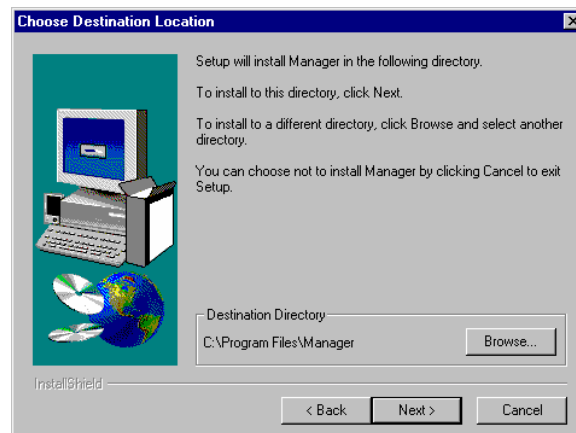 Choose Destination Location
Setup will install Manager in the following directory.
To install to this directory, click Next.
To install to a different directory, click Browse and select another
directory.
You can choose not to install Manager by clicking Cancel to exit
Setup.
Destination Directory
C:\Program Files\Manager
Browse...
InstallShield
< Back
Next >
Cancel